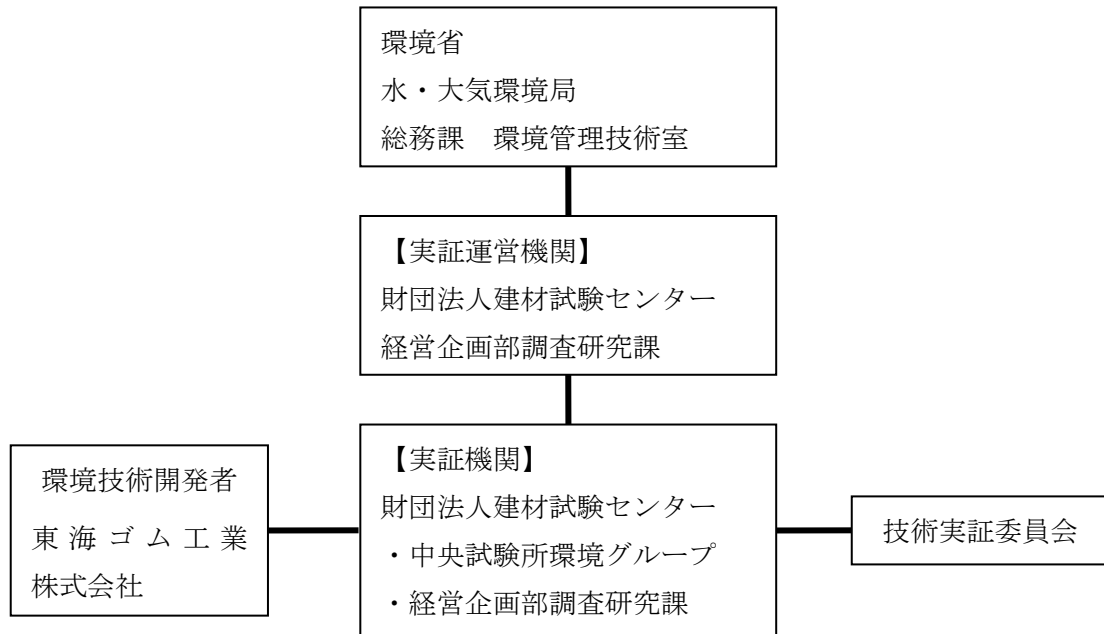 環境省
水・大気環境局
総務課　環境管理技術室
【実証運営機関】
財団法人建材試験センター
経営企画部調査研究課
環境技術開発者
東海ゴム工業
株式会社
【実証機関】
財団法人建材試験センター
・中央試験所環境グループ
・経営企画部調査研究課
技術実証委員会